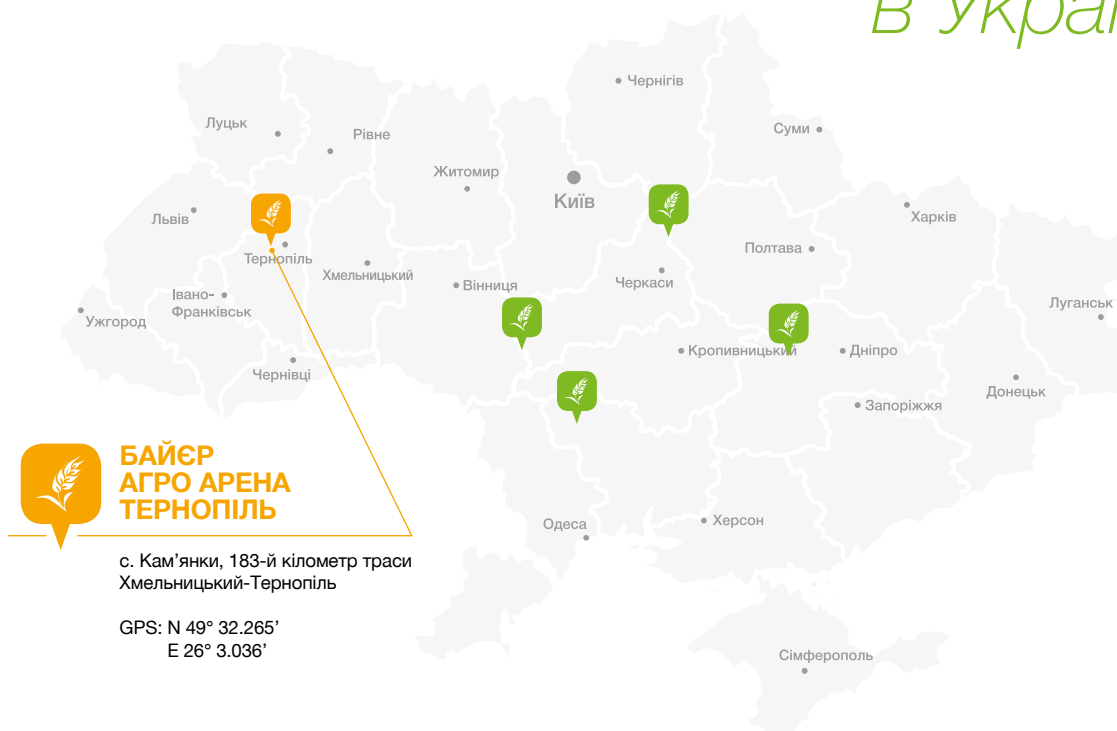 в Украї
Чернігів
Луцьк
Рівне
Суми
Житомир
Київ
Львів
Харків
Тернопіль
Полтава
Хмельницький
Вінниця
Черкаси
Івано-
Франківськ
Луганськ
Ужгород
Кропивницький
Дніпро
Чернівці
Донецьк
Запоріжжя
БАЙЄР
АГРО АРЕНА
ТЕРНОПІЛЬ
Одеса
Херсон
с. Кам’янки, 183-й кілометр траси
Хмельницький-Тернопіль
GPS: N 49° 32.265’
E 26° 3.036’
Сімферополь